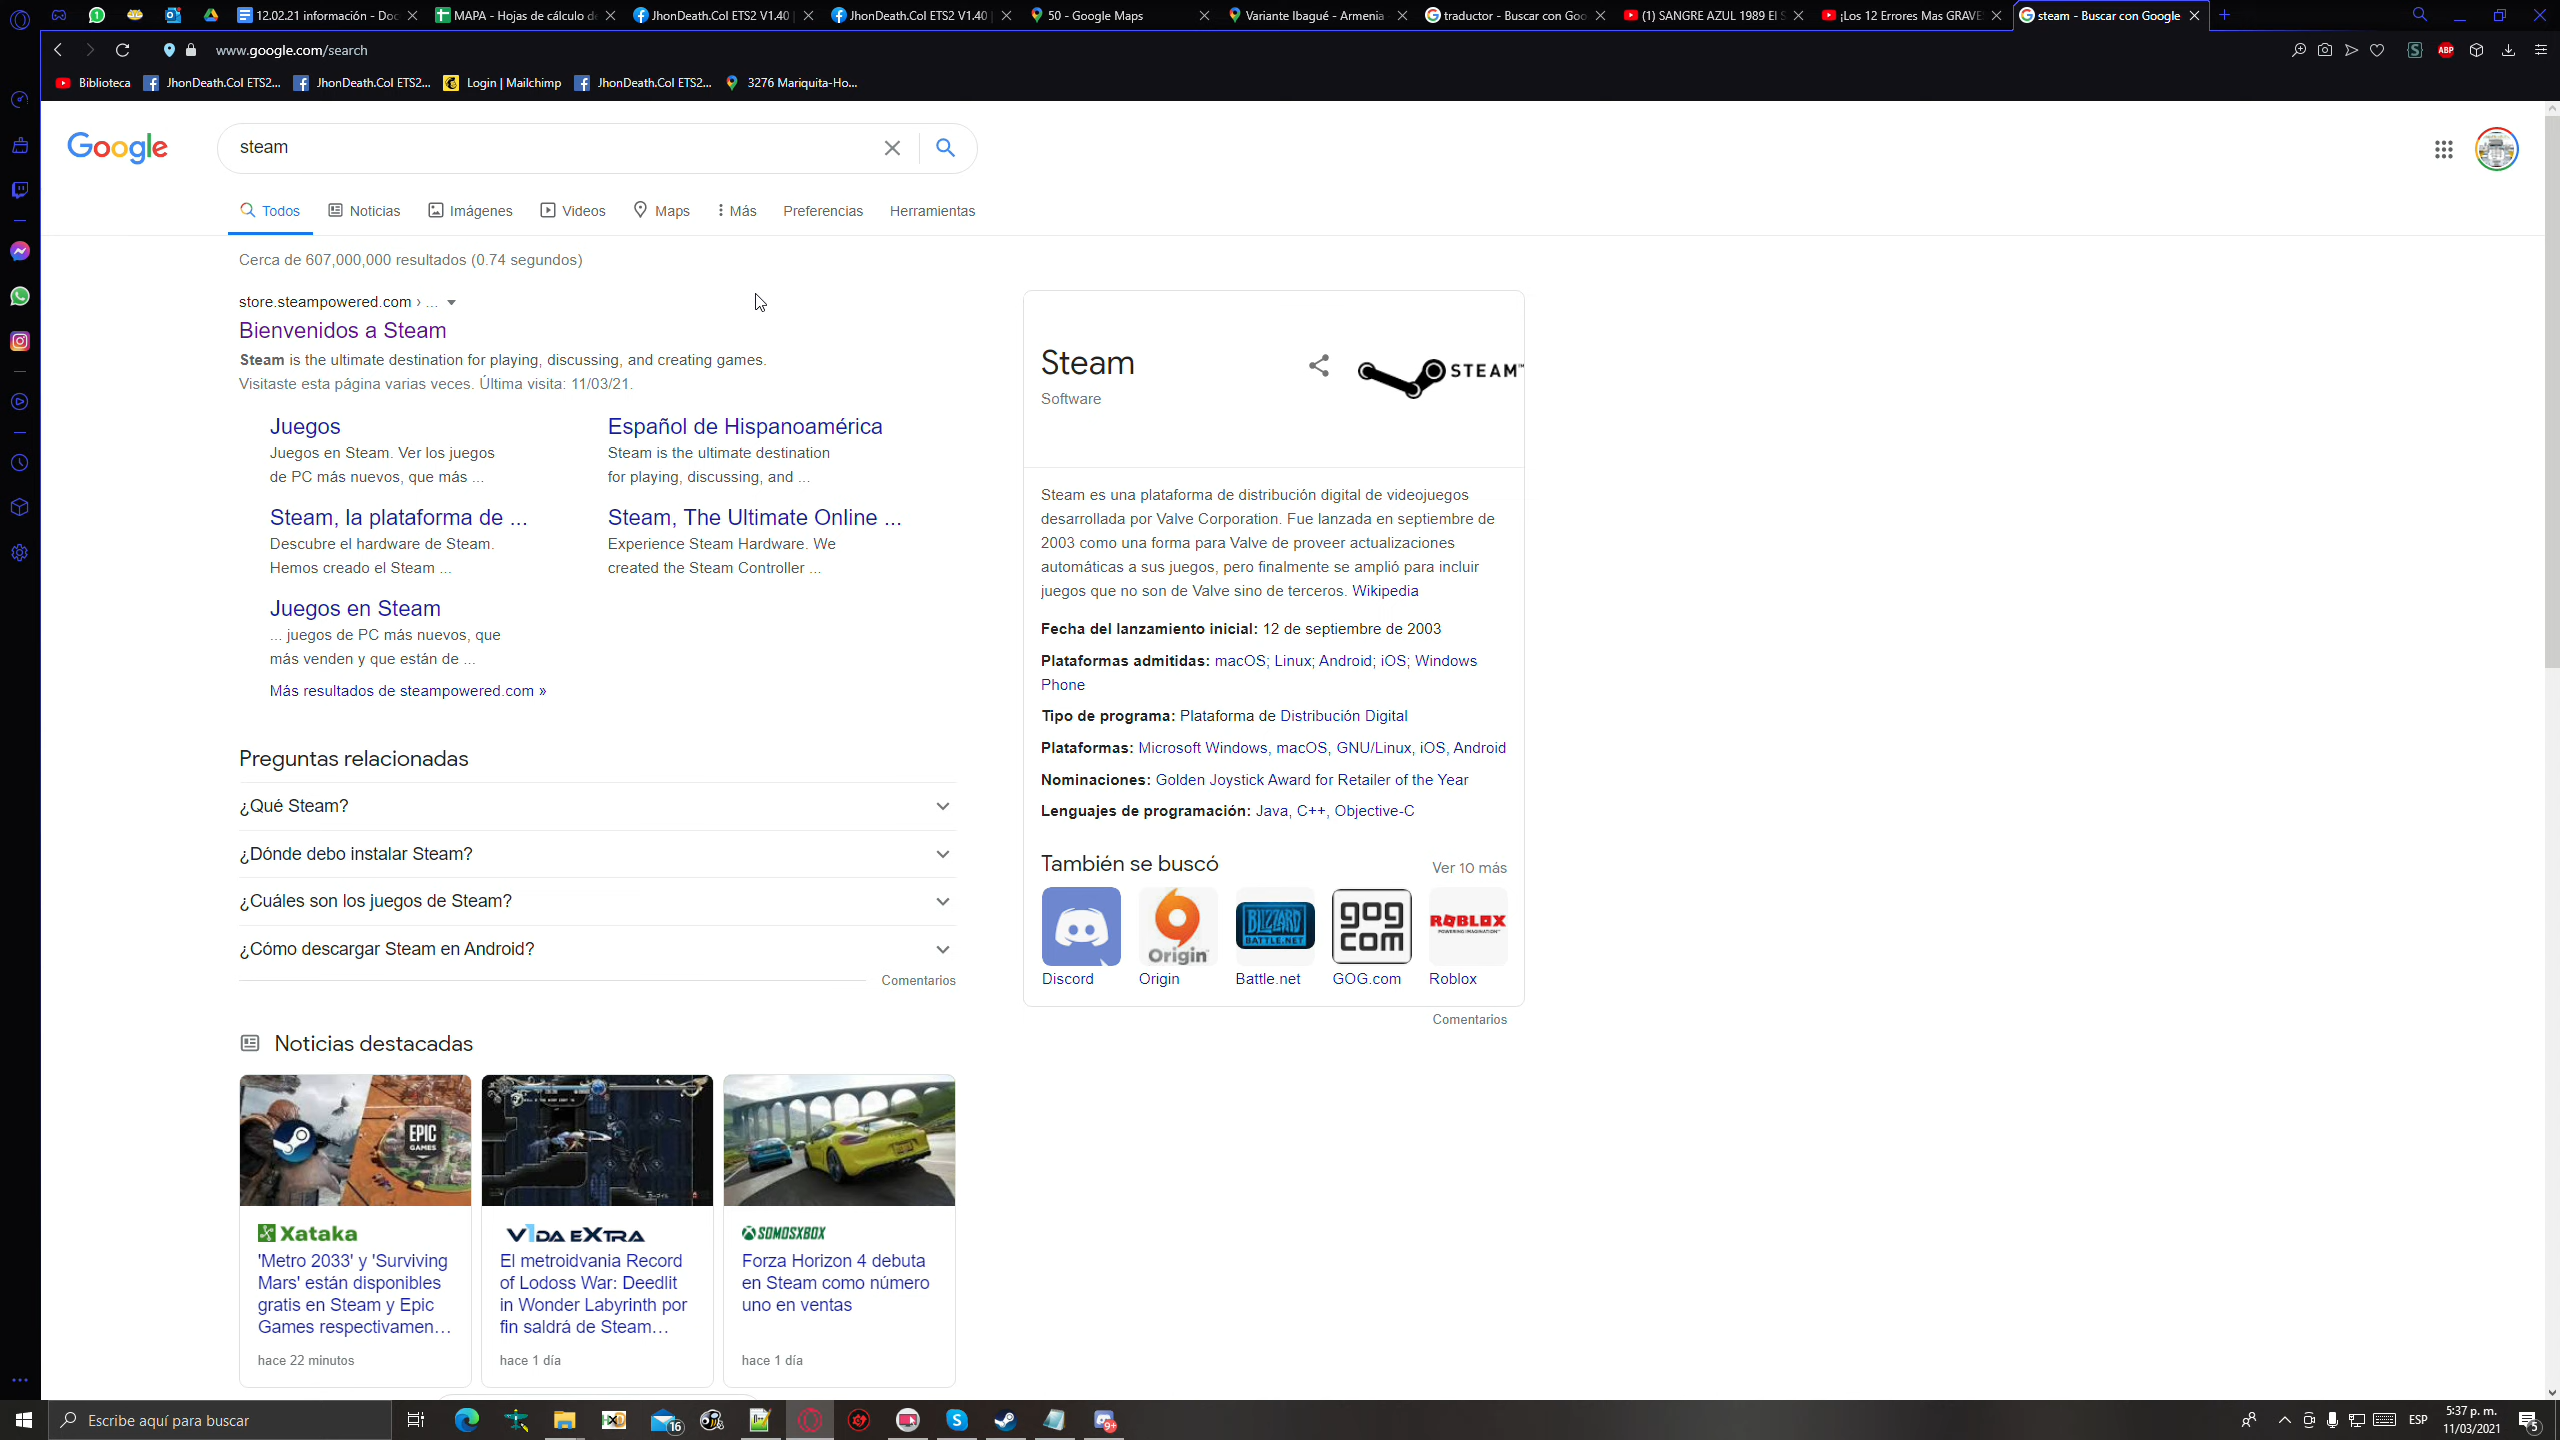 12.02.21 información - Doc
MAPA - Hojas de cálculo de
JhonDeath.Col ETS2 V1.40 |
JhonDeath.Col ETS2 V1.40 |
50 - Google Maps
Variante Ibagué - Armenia
traductor - Buscar con Goo
(1) SANGRE AZUL 1989 El S
¡Los 12 Errores Mas GRAVE
steam - Buscar con Google
www.google.com/search
Biblioteca
JhonDeath.Col ETS2...
JhonDeath.Col ETS2...
Login | Mailchimp
JhonDeath.Col ETS2...
3276 Mariquita-Ho...
ABP
Google
steam
Todos
Noticias
Imágenes
Videos
Maps
Más
Preferencias
Herramientas
Cerca de 607,000,000 resultados (0.74 segundos)
store.steampowered.com › ...
Bienvenidos a Steam
Steam is the ultimate destination for playing, discussing, and creating games.
Visitaste esta página varias veces. Última visita: 11/03/21.
Juegos
Juegos en Steam. Ver los juegos
de PC más nuevos, que más ...
Español de Hispanoamérica
Steam is the ultimate destination
for playing, discussing, and ...
Steam, la plataforma de ...
Descubre el hardware de Steam.
Hemos creado el Steam ...
Steam, The Ultimate Online ...
Experience Steam Hardware. We
created the Steam Controller ...
Juegos en Steam
... juegos de PC más nuevos, que
más venden y que están de ...
Más resultados de steampowered.com »
Preguntas relacionadas
¿Qué Steam?
¿Dónde debo instalar Steam?
¿Cuáles son los juegos de Steam?
¿Cómo descargar Steam en Android?
Comentarios
Noticias destacadas
EPIC
GAMES
Xataka
'Metro 2033' y 'Surviving
Mars' están disponibles
gratis en Steam y Epic
Games respectivamen...
hace 22 minutos
VIDA EXTRA
El metroidvania Record
of Lodoss War: Deedlit
in Wonder Labyrinth por
fin saldrá de Steam...
hace 1 día
SOMOSXBOX
Forza Horizon 4 debuta
en Steam como número
uno en ventas
hace 1 día
Steam
Software
STEAM™
Steam es una plataforma de distribución digital de videojuegos
desarrollada por Valve Corporation. Fue lanzada en septiembre de
2003 como una forma para Valve de proveer actualizaciones
automáticas a sus juegos, pero finalmente se amplió para incluir
juegos que no son de Valve sino de terceros. Wikipedia
Fecha del lanzamiento inicial: 12 de septiembre de 2003
Plataformas admitidas: macOS; Linux; Android; iOS; Windows
Phone
Tipo de programa: Plataforma de Distribución Digital
Plataformas: Microsoft Windows, macOS, GNU/Linux, iOS, Android
Nominaciones: Golden Joystick Award for Retailer of the Year
Lenguajes de programación: Java, C++, Objective-C
También se buscó
Ver 10 más
Origin
BLIZZARD
BATTLE.NET
gog
com
ROBLOX
POWERING IMAGINATION
Discord
Origin
Battle.net
GOG.com
Roblox
Comentarios
Escribe aquí para buscar
16
9+
ESP
5:37 p. m.
11/03/2021
5